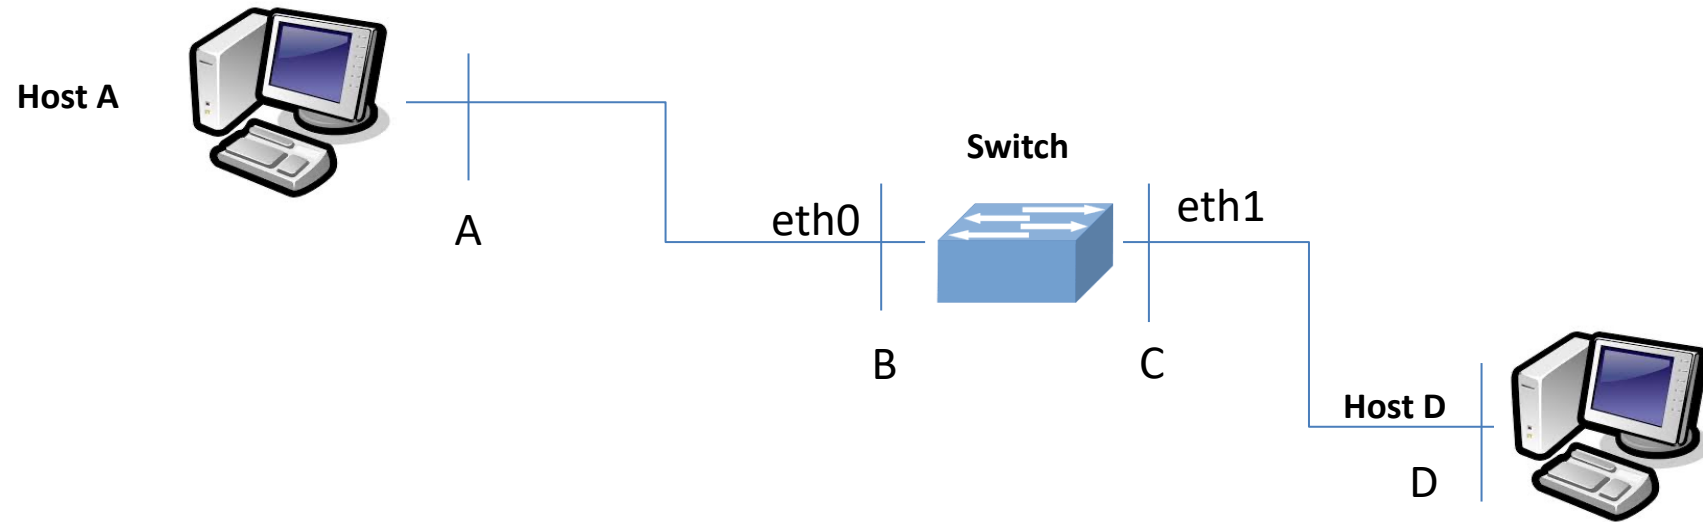 Host A
Switch
eth0
eth1
A
B
C
Host D
D